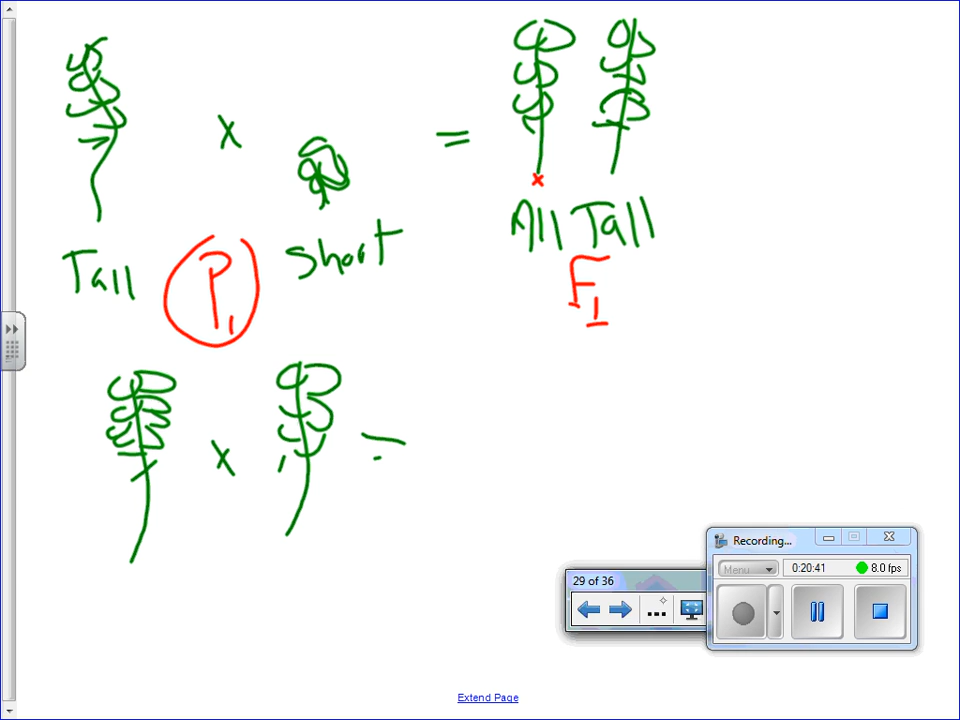 x
=
x
All Tall
Tall
P1
Short
F1
x
29 of 36
...
Recording...
Menu
0:20:41
8.0 fps
Extend Page